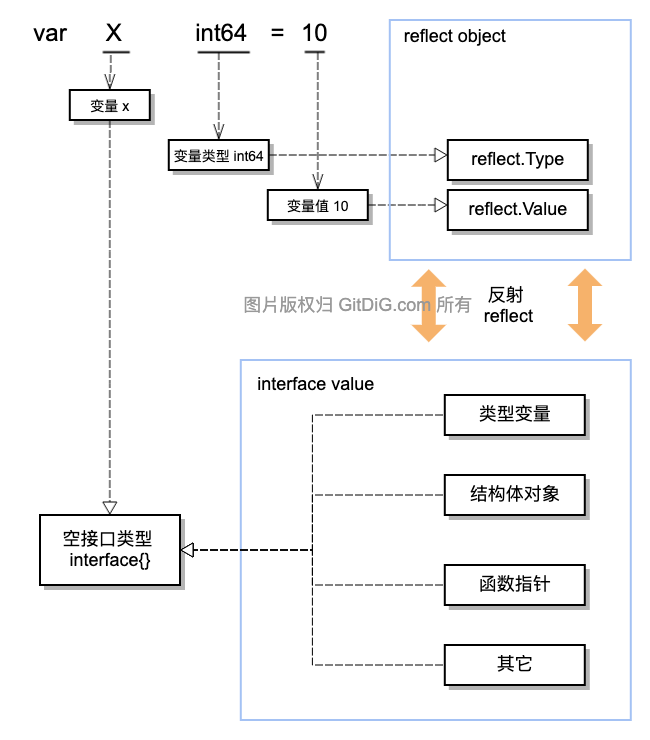 var X int64 = 10
reflect object
变量 x
变量类型 int64
reflect.Type
变量值 10
reflect.Value
图片版权归 GitDiG.com 所有
反射
reflect
interface value
类型变量
结构体对象
空接口类型
interface{}
函数指针
其它